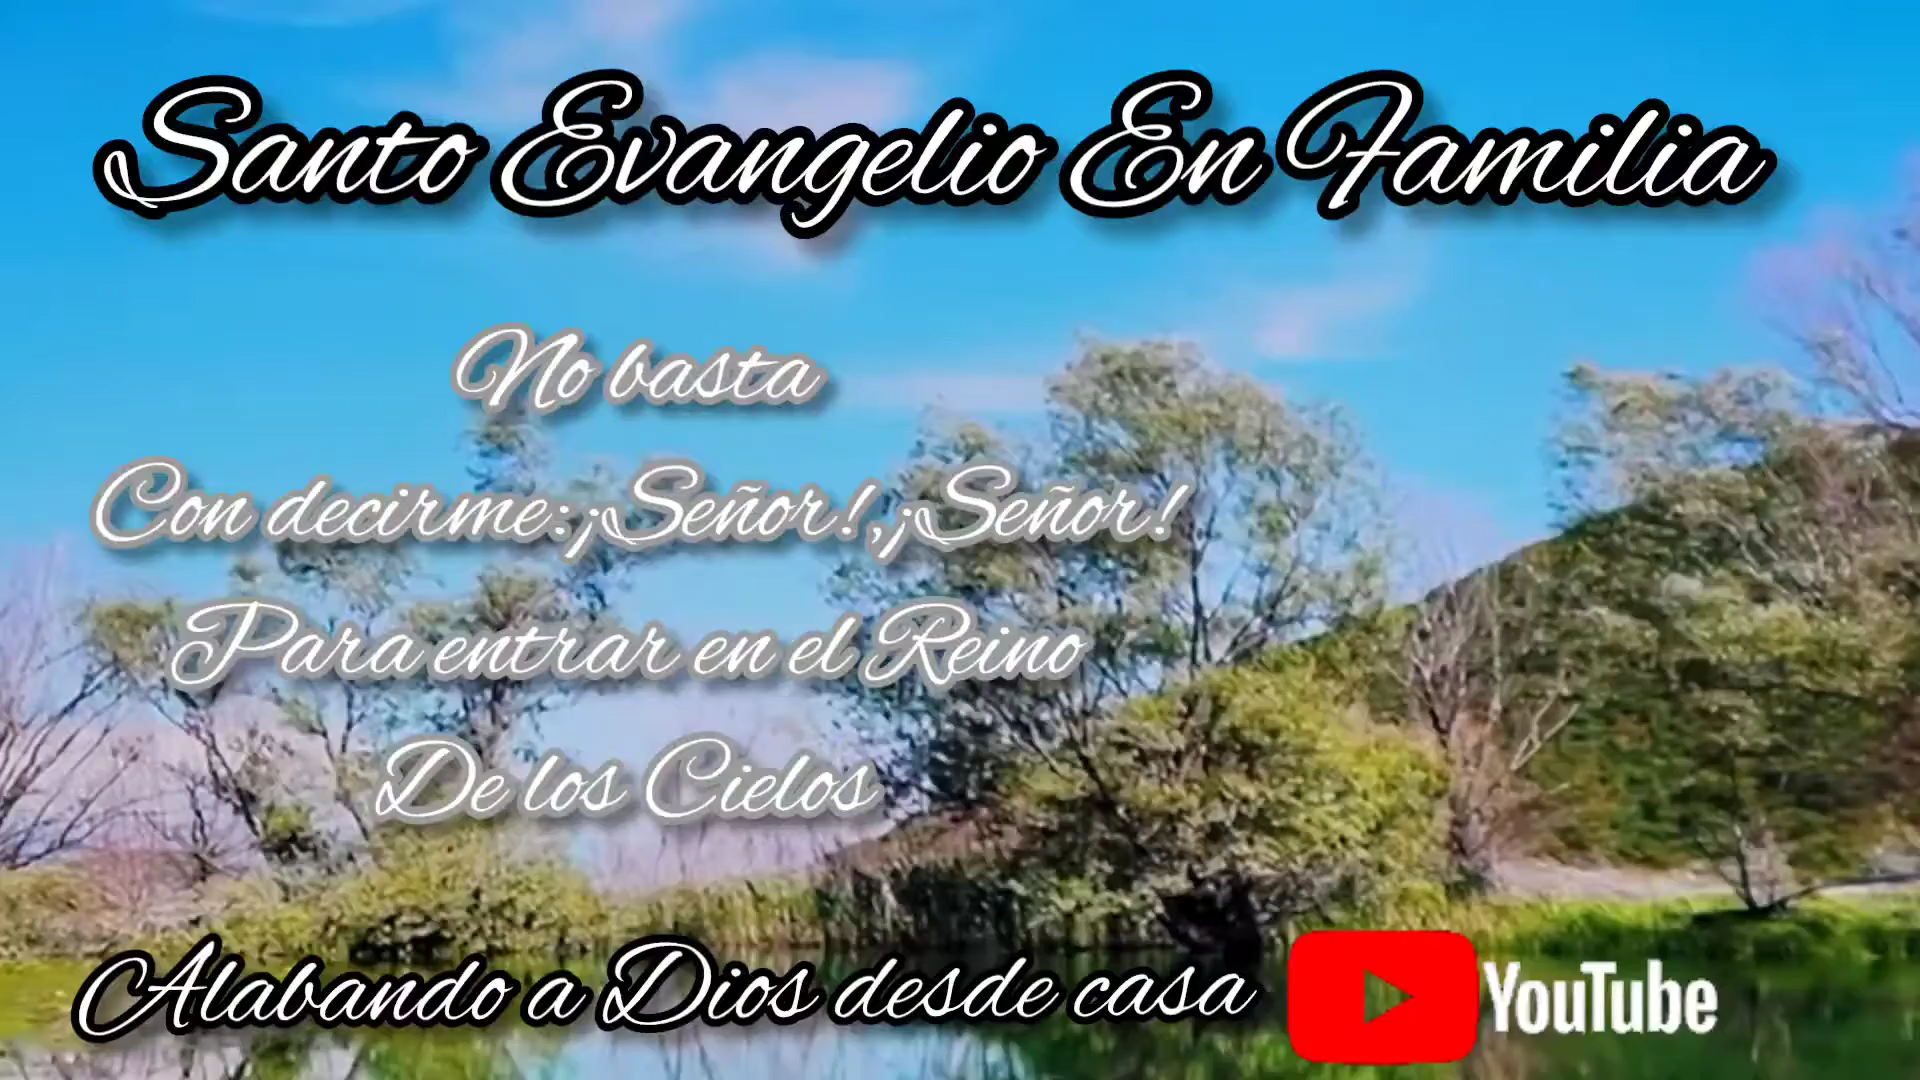 Santo Evangelio En Familia
No basta
Con decirme:¡Señor!,¡Señor!
Para entrar en el Reino
De los Cielos
Alabando a Dios desde casa
YouTube